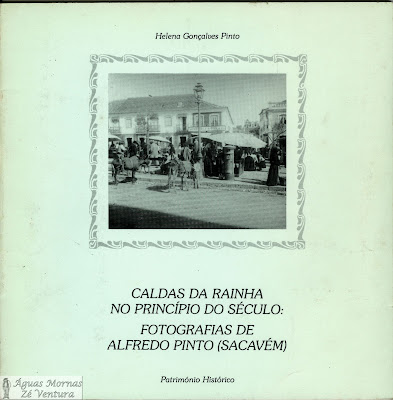 Helena Gonçalves Pinto
CALDAS DA RAINHA
NO PRINCÍPIO DO SÉCULO:
FOTOGRAFIAS DE
ALFREDO PINTO (SACAVÉM)
Património Histórico
Águas Mornas
Zé Ventura